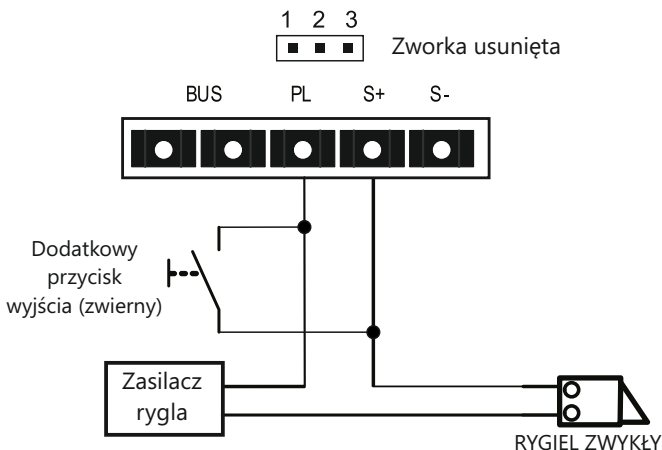 1 2 3
Zworka usunięta
BUS PL S+ S-
Dodatkowy
przycisk
wyjścia (zwierny)
Zasilacz
rygla
RYGIEL ZWYKŁY